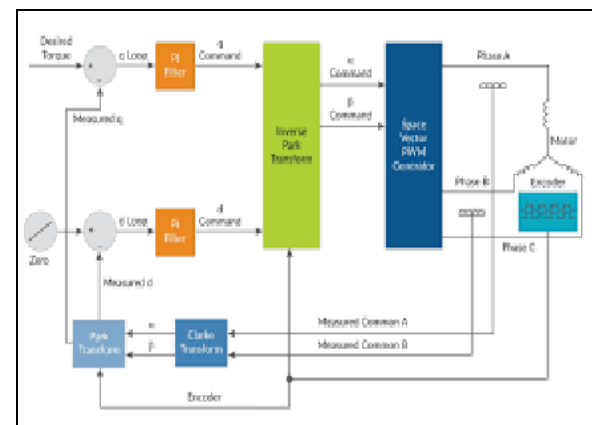 Desired
Torque
q Loop
PI
Filter
q
Command
Measured q
Inverse
Park
Transform
α
Command
β
Command
Space
Vector
PWM
Generator
Phase A
Motor
Phase B
Encoder
Phase C
Zero
d Loop
PI
Filter
d
Command
Measured d
Park
Transform
α
β
Clarke
Transform
Measured Common A
Measured Common B
Encoder